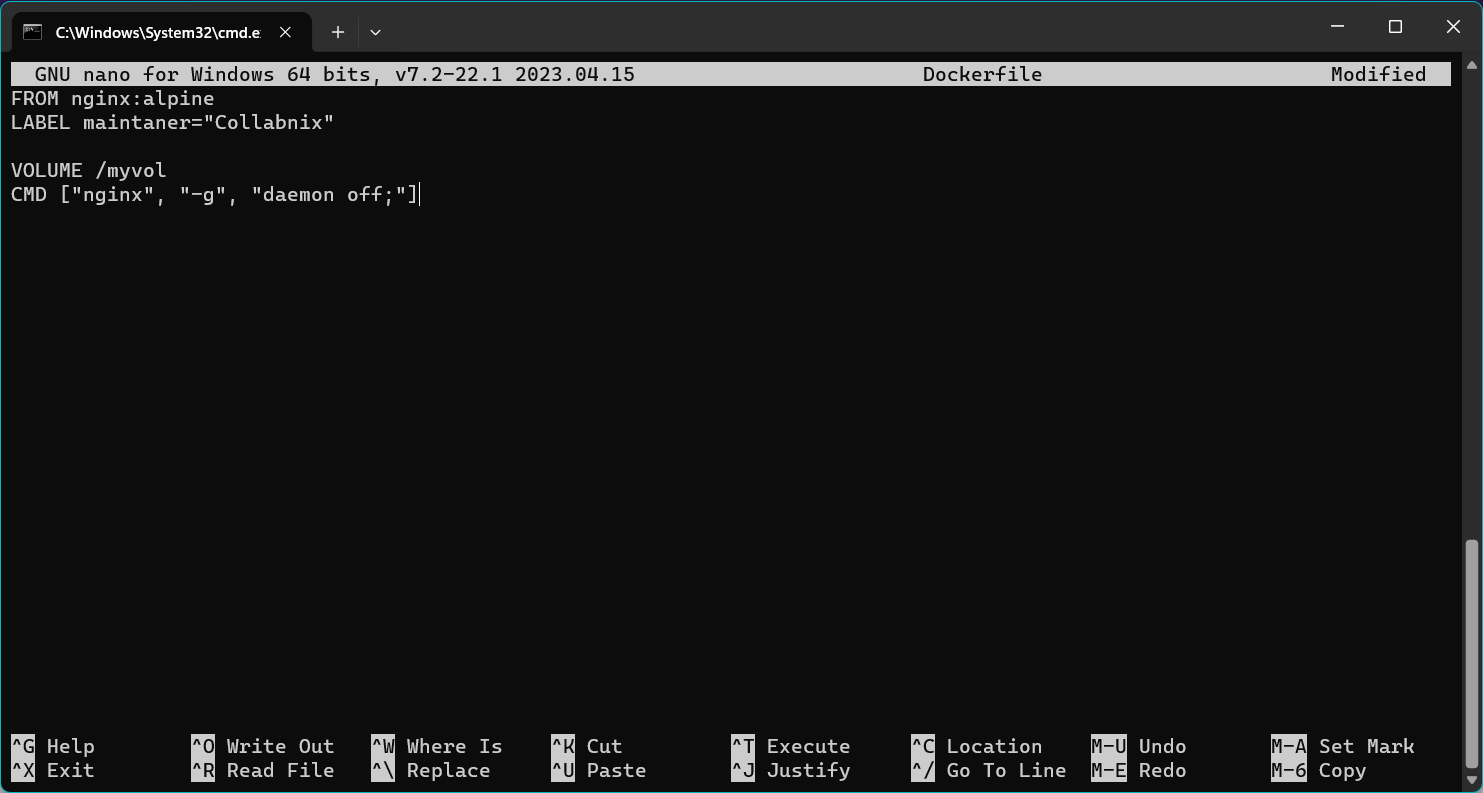 C:\Windows\System32\cmd.e
GNU nano for Windows 64 bits, v7.2-22.1 2023.04.15 Dockerfile Modified
FROM nginx:alpine
LABEL maintaner="Collabnix"
VOLUME /myvol
CMD ["nginx", "-g", "daemon off;"]
^G Help ^O Write Out ^W Where Is ^K Cut ^T Execute ^C Location M-U Undo M-A Set Mark
^X Exit ^R Read File ^\ Replace ^U Paste ^J Justify ^/ Go To Line M-E Redo M-6 Copy